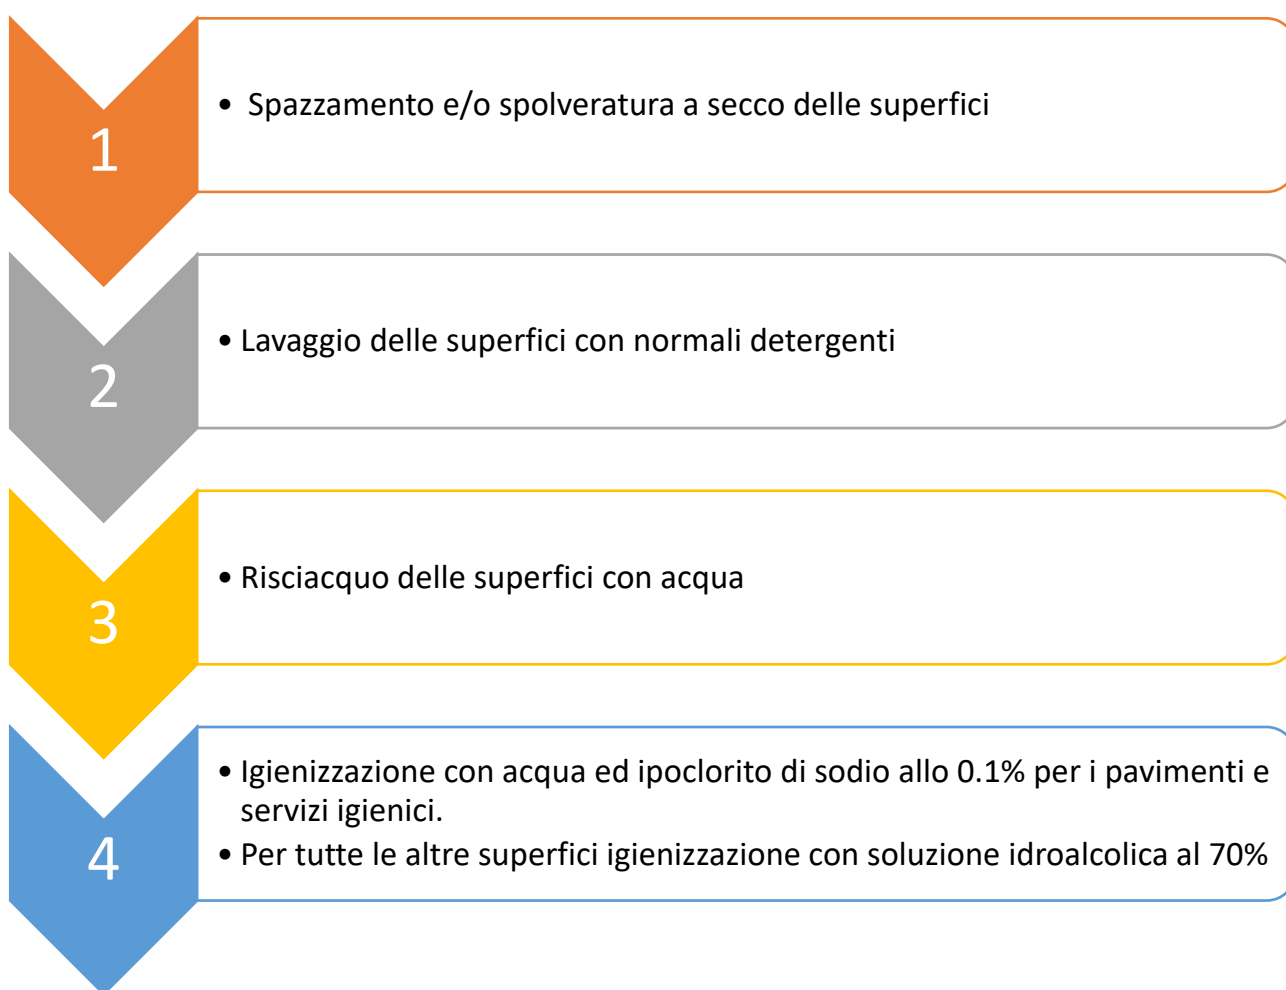 1
• Spazzamento e/o spolveratura a secco delle superfici
2
• Lavaggio delle superfici con normali detergenti
3
• Risciacquo delle superfici con acqua
4
• Igienizzazione con acqua ed ipoclorito di sodio allo 0.1% per i pavimenti e
servizi igienici.
• Per tutte le altre superfici igienizzazione con soluzione idroalcolica al 70%